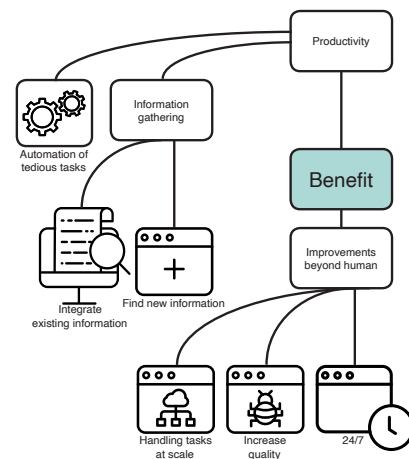 Productivity
Information
gathering
Automation of
tedious tasks
Benefit
Improvements
beyond human
Integrate
existing information
Find new information
Handling tasks
at scale
Increase
quality
24/7